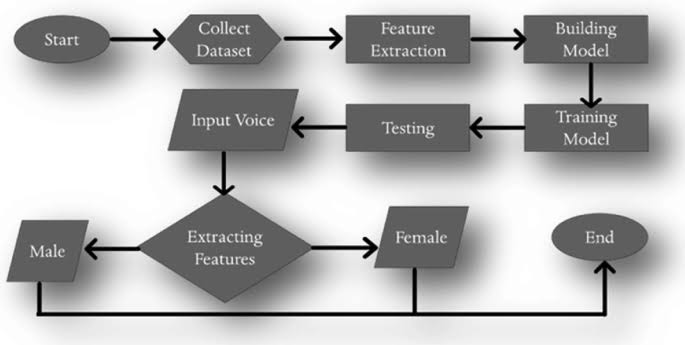 Start
Collect
Dataset
Feature
Extraction
Building
Model
Input Voice
Testing
Training
Model
Male
Extracting
Features
Female
End